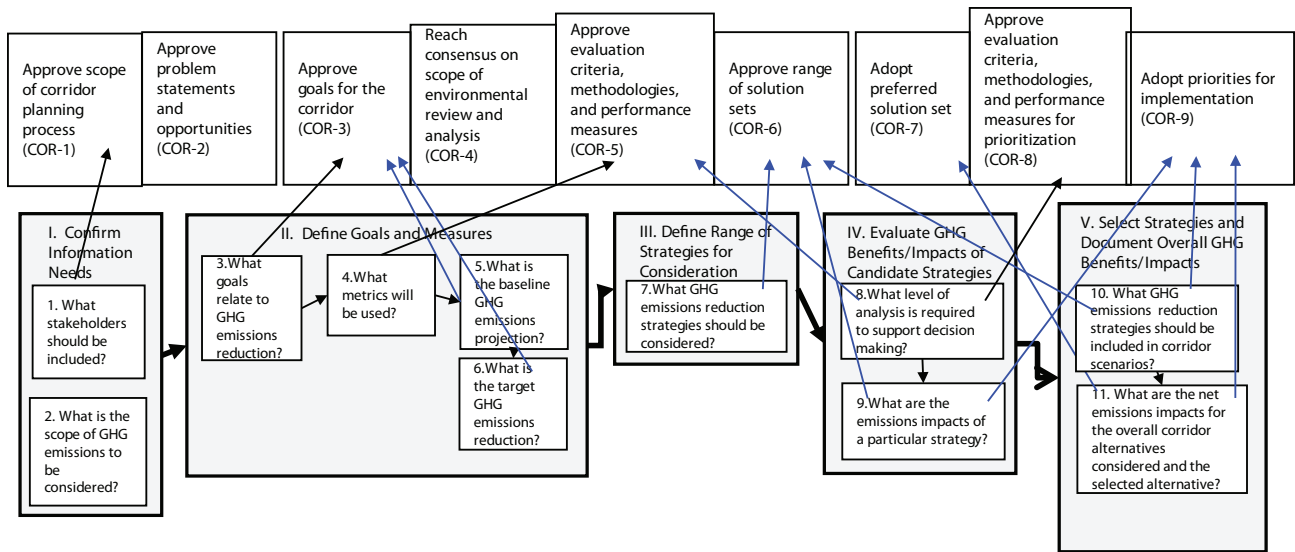 Approve scope
of corridor
planning
process
(COR-1)
Approve
problem
statements
and
opportunities
(COR-2)
Approve
goals for the
corridor
(COR-3)
Reach
consensus on
scope of
environmental
review and
analysis
(COR-4)
Approve
evaluation
criteria,
methodologies,
and performance
measures
(COR-5)
Approve range
of solution
sets
(COR-6)
Adopt
preferred
solution set
(COR-7)
Approve
evaluation
criteria,
methodologies,
and performance
measures for
prioritization
(COR-8)
Adopt priorities for
implementation
(COR-9)
I. Confirm
Information
Needs
1. What
stakeholders
should be
included?
2. What is the
scope of GHG
emissions to
be
considered?
II. Define Goals and Measures
3.What
goals
relate to
GHG
emissions
reduction?
4.What
metrics will
be used?
5.What is
the baseline
GHG
emissions
projection?
6.What is
the target
GHG
emissions
reduction?
III. Define Range of
Strategies for
Consideration
7.What GHG
emissions reduction
strategies should be
considered?
IV. Evaluate GHG
Benefits/Impacts of
Candidate Strategies
8.What level of
analysis is required
to support decision
making?
9.What are the
emissions impacts of
a particular strategy?
V. Select Strategies and
Document Overall GHG
Benefits/Impacts
10. What GHG
emissions reduction
strategies should be
included in corridor
scenarios?
11. What are the net
emissions impacts for
the overall corridor
alternatives
considered and the
selected alternative?